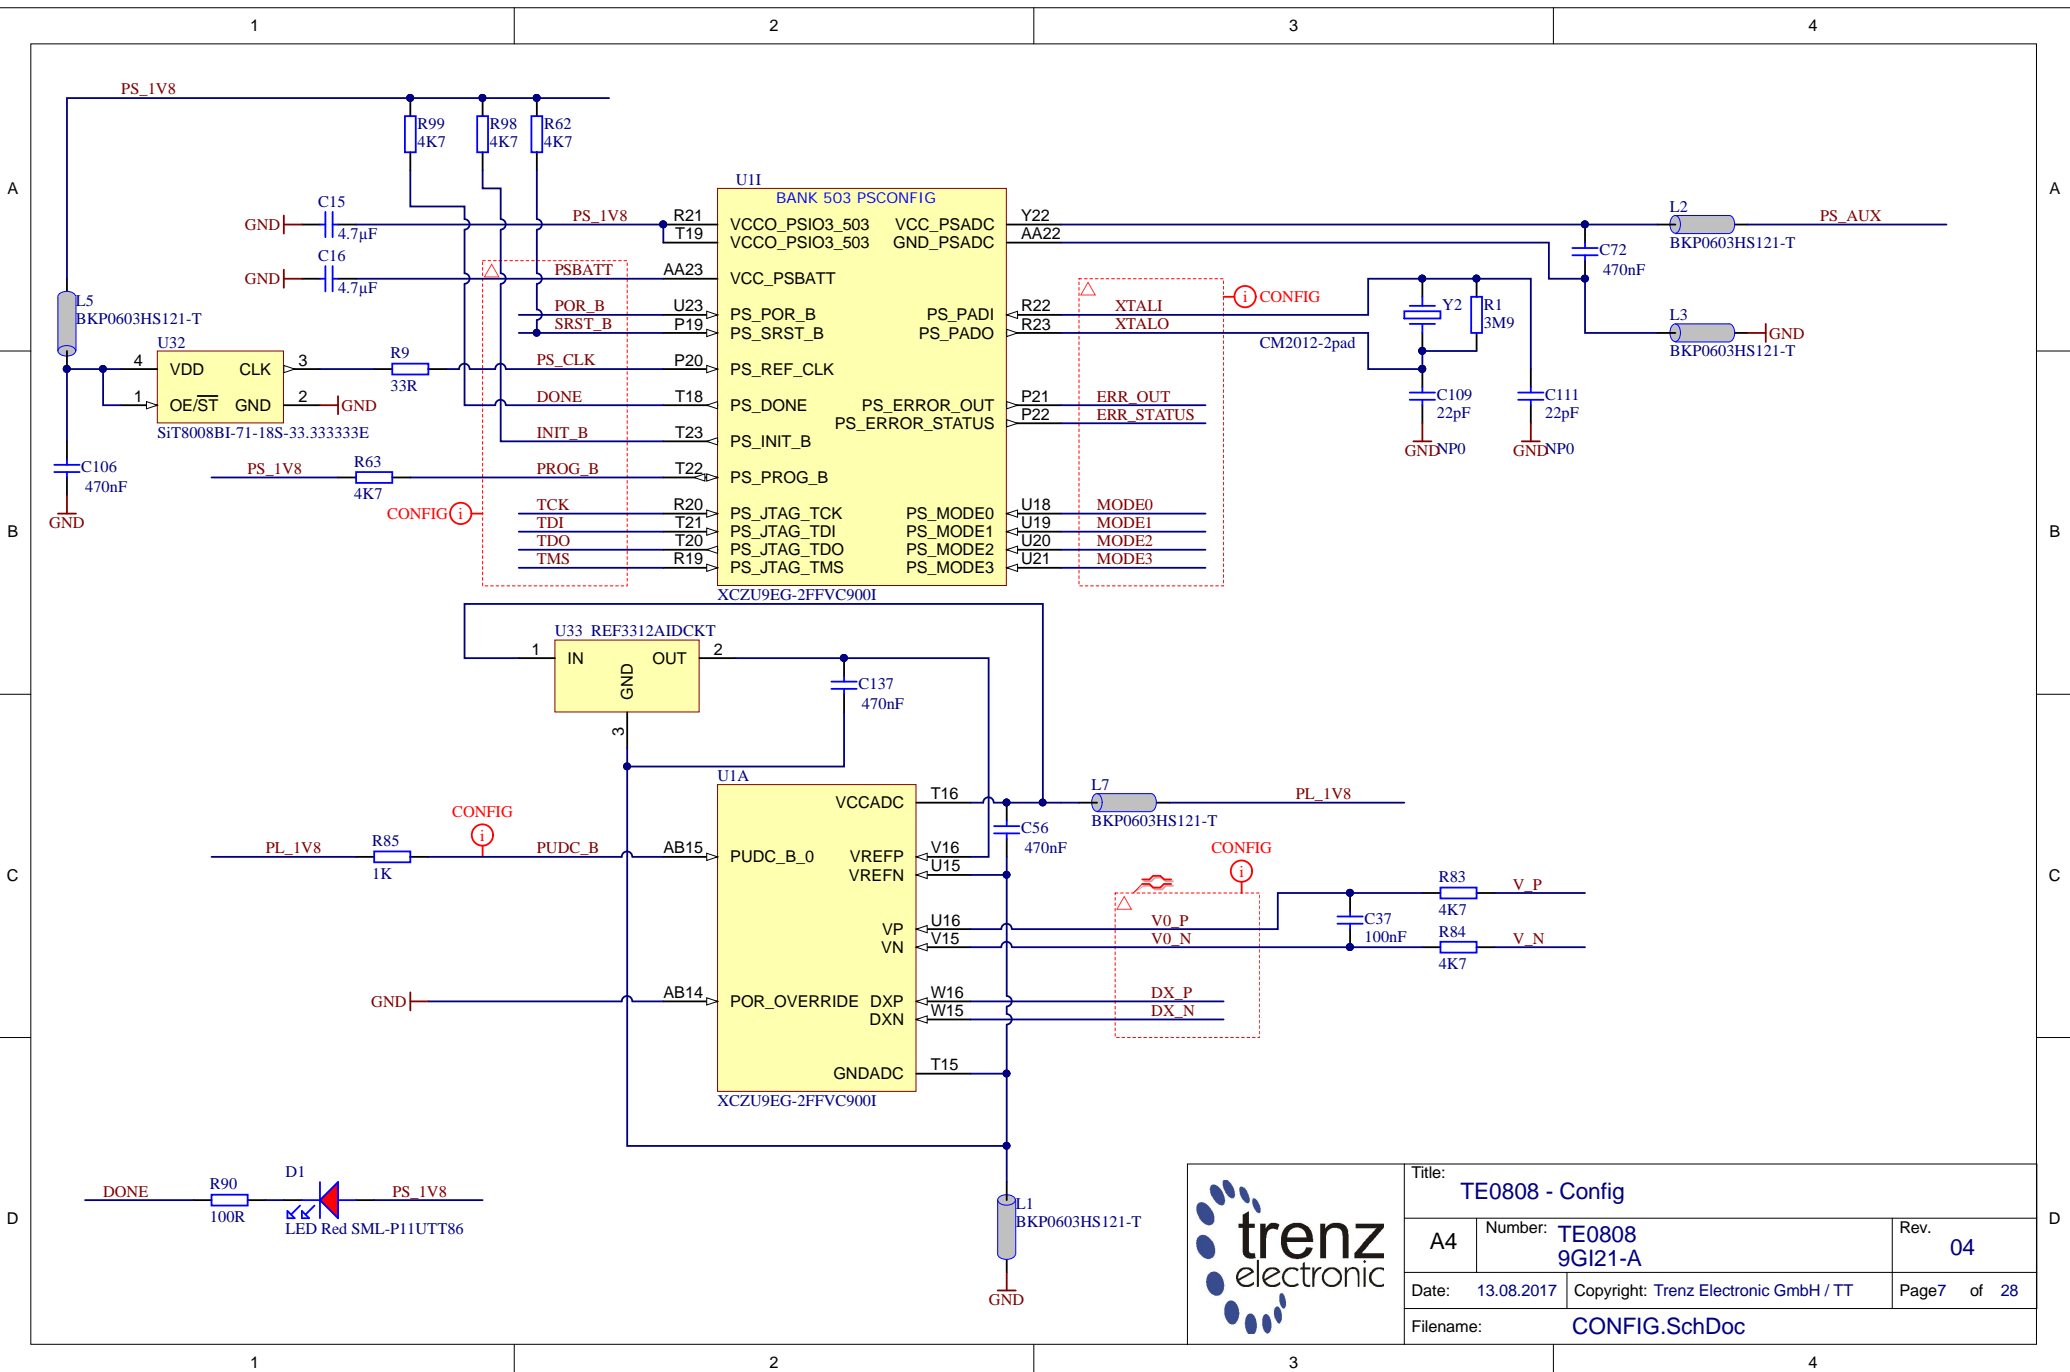 1 2 3 4
A A
B B
C C
D D
1 2 3 4
PS_1V8
R99 4K7
R98 4K7
R62 4K7
C15 4.7µF
GND
PS_1V8
C16 4.7µF
GND
PSBATT
POR_B
SRST_B
PS_CLK
DONE
INIT_B
PROG_B
TCK
TDI
TDO
TMS
CONFIG
L5
BKP0603HS121-T
U32
4 VDD CLK 3
1 OE/ST GND 2
GND
SiT8008BI-71-18S-33.333333E
R9
33R
C106
470nF
GND
PS_1V8
R63
4K7
U1I
BANK 503 PSCONFIG
R21 VCCO_PSIO3_503
T19 VCCO_PSIO3_503
AA23 VCC_PSBATT
U23 PS_POR_B
P19 PS_SRST_B
P20 PS_REF_CLK
T18 PS_DONE
T23 PS_INIT_B
T22 PS_PROG_B
R20 PS_JTAG_TCK
T21 PS_JTAG_TDI
T20 PS_JTAG_TDO
R19 PS_JTAG_TMS
VCC_PSADC Y22
GND_PSADC AA22
PS_PADI R22
PS_PADO R23
PS_ERROR_OUT P21
PS_ERROR_STATUS P22
PS_MODE0 U18
PS_MODE1 U19
PS_MODE2 U20
PS_MODE3 U21
XCZU9EG-2FFVC900I
XTALI
XTALO
ERR_OUT
ERR_STATUS
MODE0
MODE1
MODE2
MODE3
CONFIG
CM2012-2pad
Y2
R1
3M9
C109
22pF
GND NP0
C111
22pF
GND NP0
C72
470nF
L2
BKP0603HS121-T
PS_AUX
L3
BKP0603HS121-T
GND
U33 REF3312AIDCKT
1 IN OUT 2
GND
3
C137
470nF
U1A
VCCADC T16
AB15 PUDC_B_0
VREFP V16
VREFN U15
VP U16
VN V15
AB14 POR_OVERRIDE
DXP W16
DXN W15
GNDADC T15
XCZU9EG-2FFVC900I
PL_1V8
R85
1K
CONFIG
PUDC_B
GND
L7
BKP0603HS121-T
PL_1V8
C56
470nF
CONFIG
V0_P
V0_N
DX_P
DX_N
C37
100nF
R83
4K7
V_P
R84
4K7
V_N
L1
BKP0603HS121-T
GND
DONE
R90
100R
D1
PS_1V8
LED Red SML-P11UTT86
trenz
electronic
Title:
TE0808 - Config
A4
Number: TE0808
9GI21-A
Rev.
04
Date: 13.08.2017
Copyright: Trenz Electronic GmbH / TT
Page7 of 28
Filename: CONFIG.SchDoc